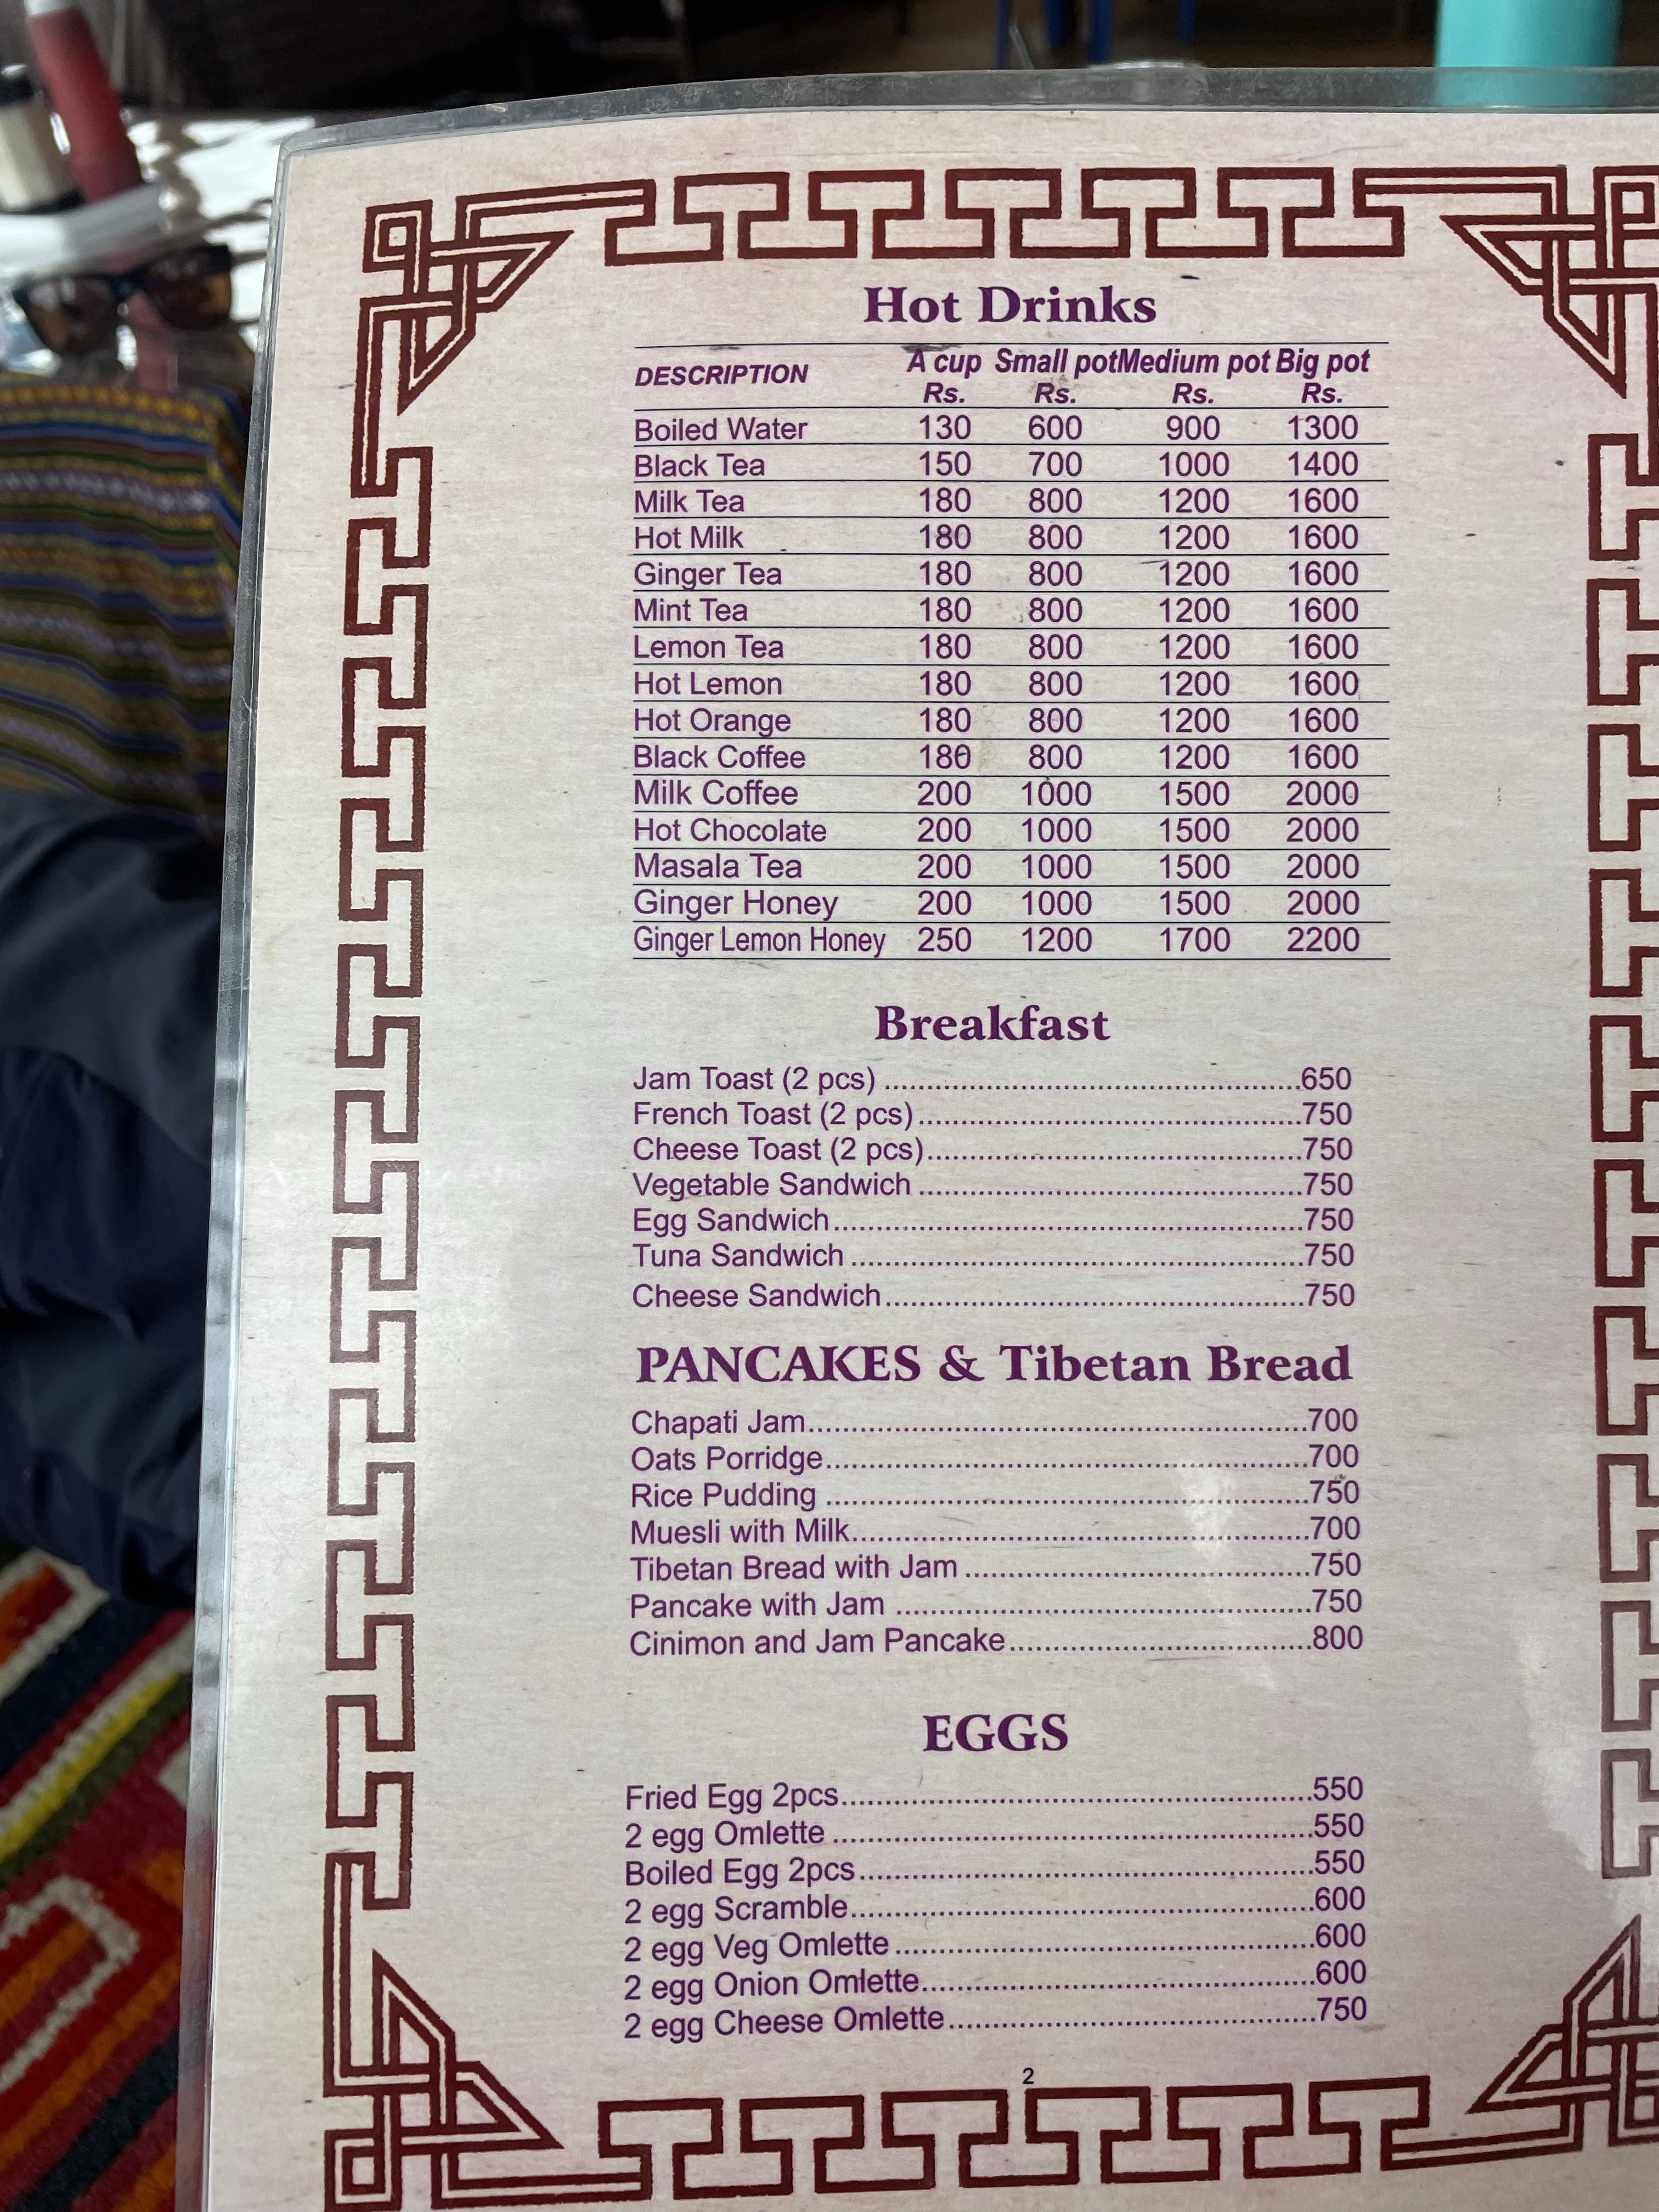 Hot Drinks
DESCRIPTION A cup Small pot Medium pot Big pot
Rs. Rs. Rs. Rs.
Boiled Water 130 600 900 1300
Black Tea 150 700 1000 1400
Milk Tea 180 800 1200 1600
Hot Milk 180 800 1200 1600
Ginger Tea 180 800 1200 1600
Mint Tea 180 800 1200 1600
Lemon Tea 180 800 1200 1600
Hot Lemon 180 800 1200 1600
Hot Orange 180 800 1200 1600
Black Coffee 180 800 1200 1600
Milk Coffee 200 1000 1500 2000
Hot Chocolate 200 1000 1500 2000
Masala Tea 200 1000 1500 2000
Ginger Honey 200 1000 1500 2000
Ginger Lemon Honey 250 1200 1700 2200
Breakfast
Jam Toast (2 pcs) ..........650
French Toast (2 pcs)..........750
Cheese Toast (2 pcs)..........750
Vegetable Sandwich ..........750
Egg Sandwich..........750
Tuna Sandwich ..........750
Cheese Sandwich..........750
PANCAKES & Tibetan Bread
Chapati Jam..........700
Oats Porridge..........700
Rice Pudding ..........750
Muesli with Milk..........700
Tibetan Bread with Jam ..........750
Pancake with Jam ..........750
Cinimon and Jam Pancake..........800
EGGS
Fried Egg 2pcs..........550
2 egg Omlette ..........550
Boiled Egg 2pcs..........550
2 egg Scramble..........600
2 egg Veg Omlette ..........600
2 egg Onion Omlette..........600
2 egg Cheese Omlette..........750
2